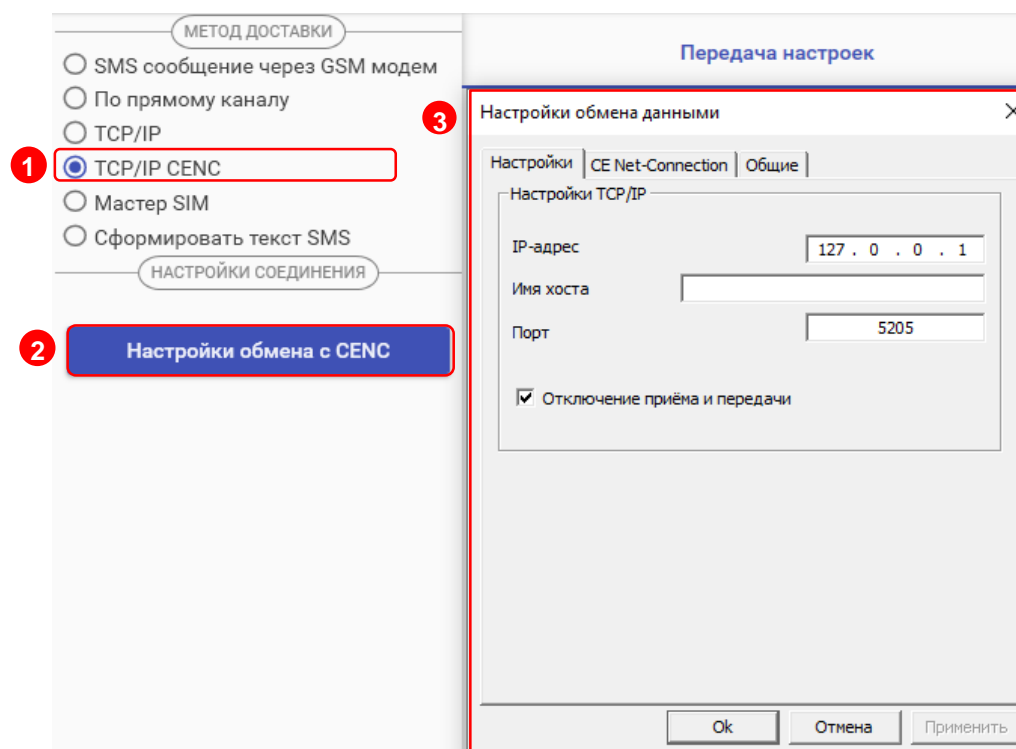 МЕТОД ДОСТАВКИ
SMS сообщение через GSM модем
По прямому каналу
TCP/IP
1 TCP/IP CENC
Мастер SIM
Сформировать текст SMS
НАСТРОЙКИ СОЕДИНЕНИЯ
2 Настройки обмена с CENC
Передача настроек
3 Настройки обмена данными
Настройки CE Net-Connection Общие
Настройки TCP/IP
IP-адрес 127 . 0 . 0 . 1
Имя хоста
Порт 5205
Отключение приёма и передачи
Ok Отмена Применить